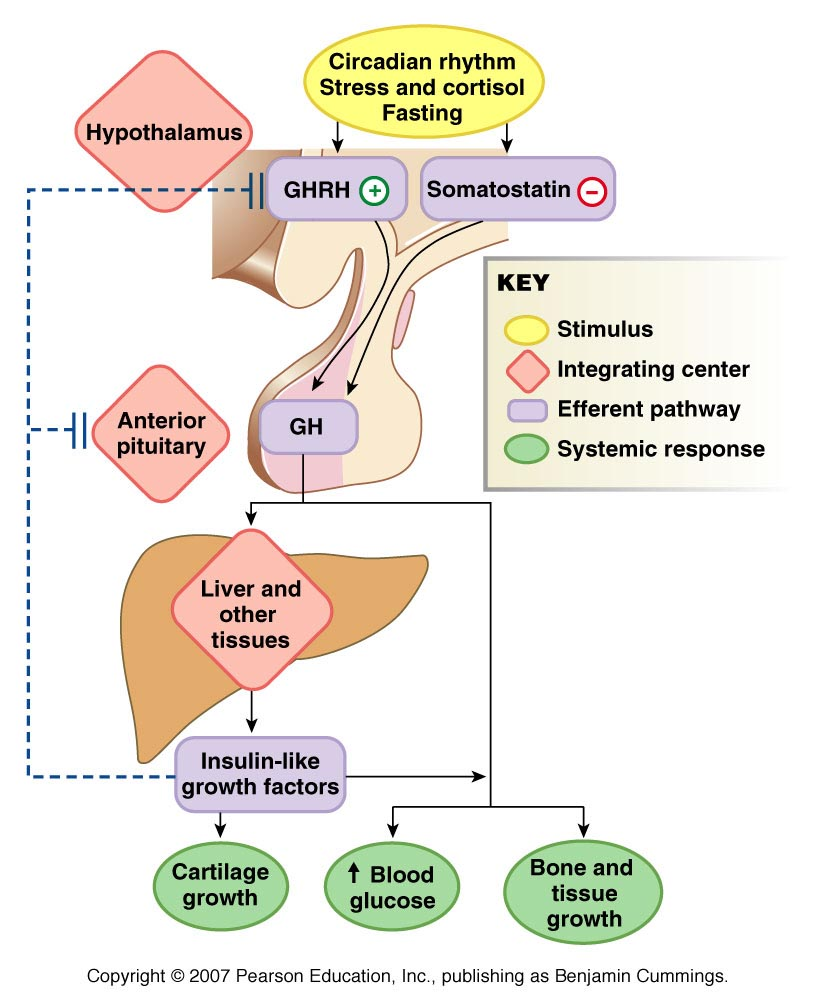 Circadian rhythm
Stress and cortisol
Fasting
Hypothalamus
GHRH +
Somatostatin −
KEY
Stimulus
Integrating center
Efferent pathway
Systemic response
Anterior
pituitary
GH
Liver and
other
tissues
Insulin-like
growth factors
Cartilage
growth
↑ Blood
glucose
Bone and
tissue
growth
Copyright © 2007 Pearson Education, Inc., publishing as Benjamin Cummings.